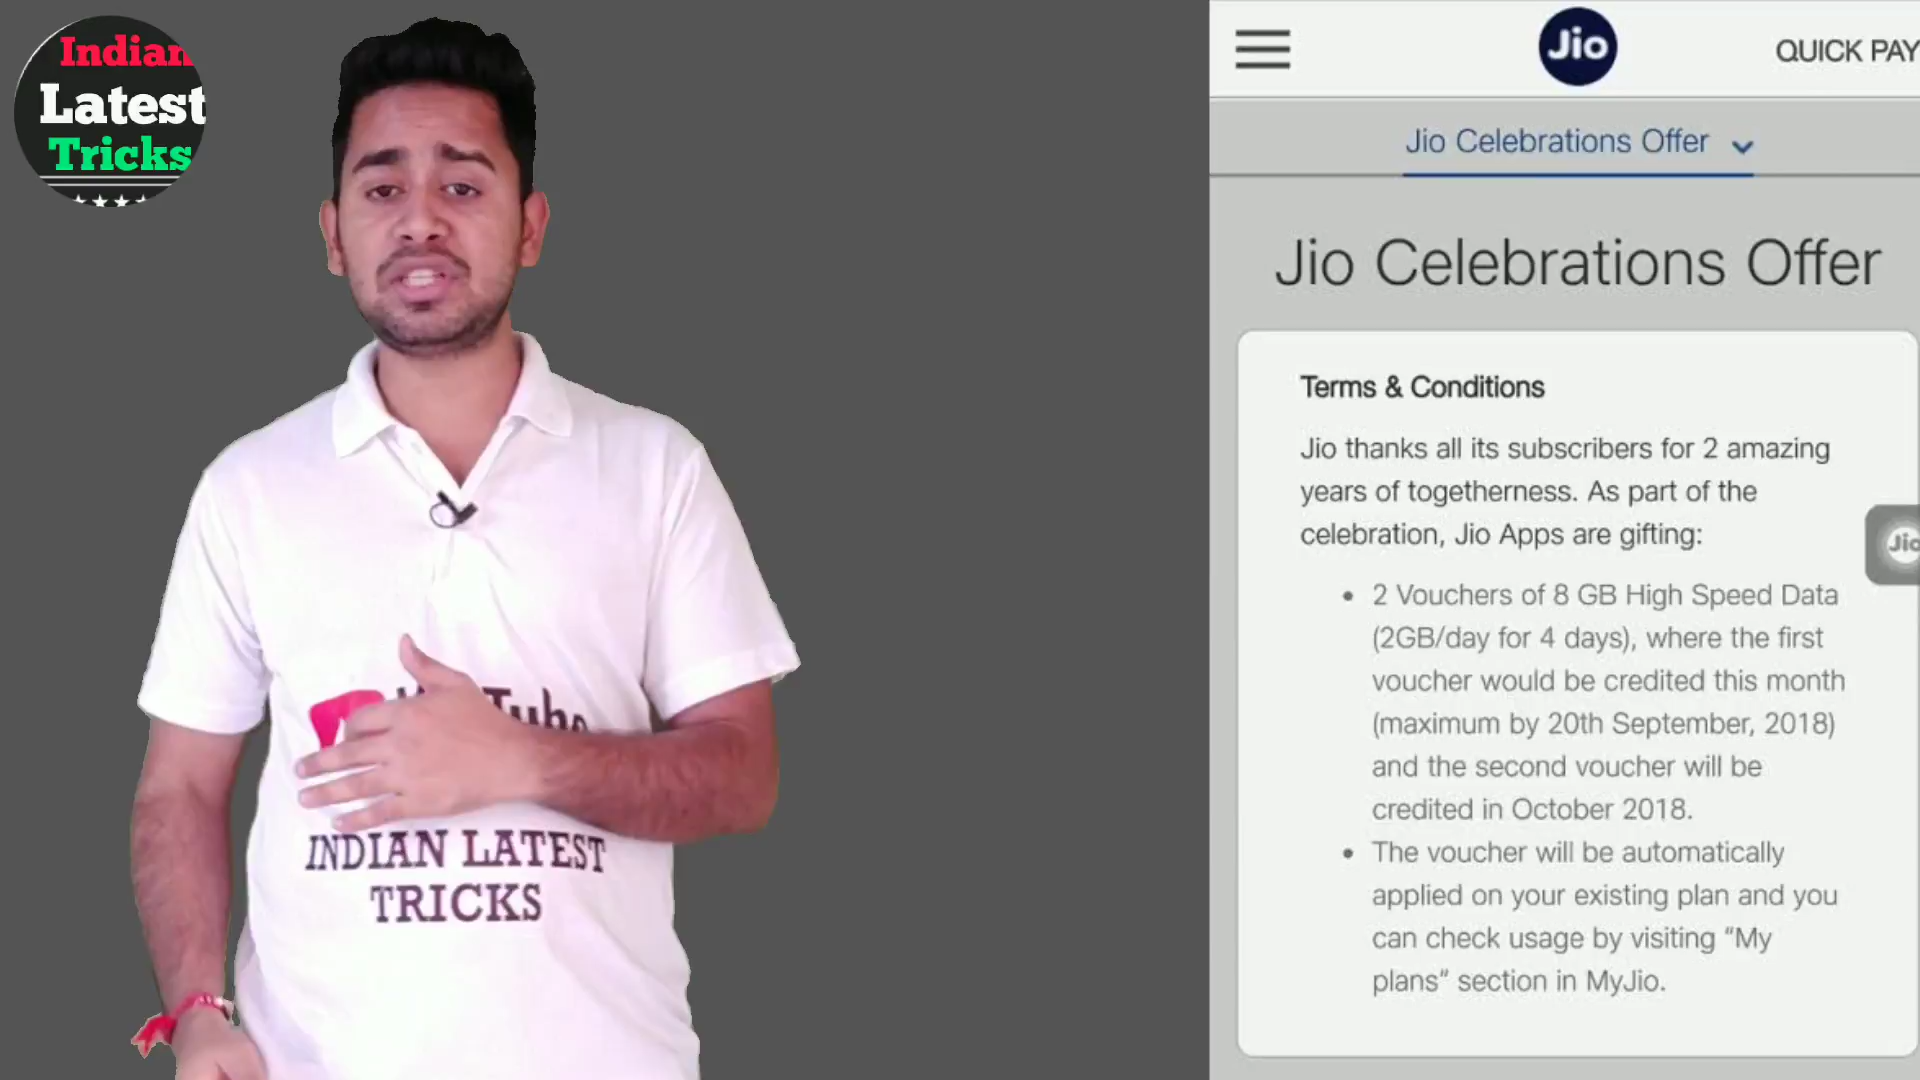 Indian
Latest
Tricks
INDIAN LATEST
TRICKS
Jio
QUICK PAY
Jio Celebrations Offer
Jio Celebrations Offer
Terms & Conditions
Jio thanks all its subscribers for 2 amazing
years of togetherness. As part of the
celebration, Jio Apps are gifting:
• 2 Vouchers of 8 GB High Speed Data
(2GB/day for 4 days), where the first
voucher would be credited this month
(maximum by 20th September, 2018)
and the second voucher will be
credited in October 2018.
• The voucher will be automatically
applied on your existing plan and you
can check usage by visiting “My
plans” section in MyJio.
Jio